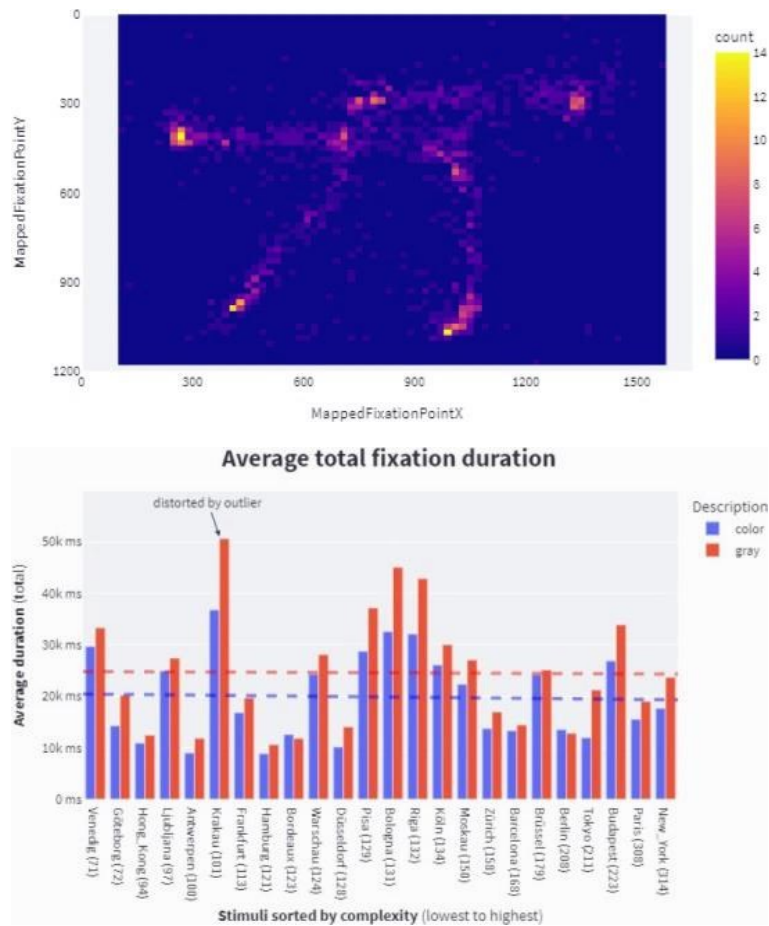 0
300
600
900
1200
MappedFixationPointY
0
300
600
900
1200
1500
MappedFixationPointX
count
14
12
10
8
6
4
2
0
Average total fixation duration
distorted by outlier
Description
color
gray
50k ms
40k ms
30k ms
20k ms
10k ms
0 ms
Average duration (total)
Venedig (71)
Göteborg (72)
Hong_Kong (94)
Ljubljana (97)
Antwerpen (100)
Krakau (101)
Frankfurt (113)
Hamburg (121)
Bordeaux (123)
Warschau (124)
Düsseldorf (128)
Pisa (129)
Bologna (131)
Riga (132)
Köln (134)
Moskau (150)
Zürich (158)
Barcelona (168)
Brüssel (179)
Berlin (208)
Tokyo (211)
Budapest (223)
Paris (308)
New_York (314)
Stimuli sorted by complexity (lowest to highest)